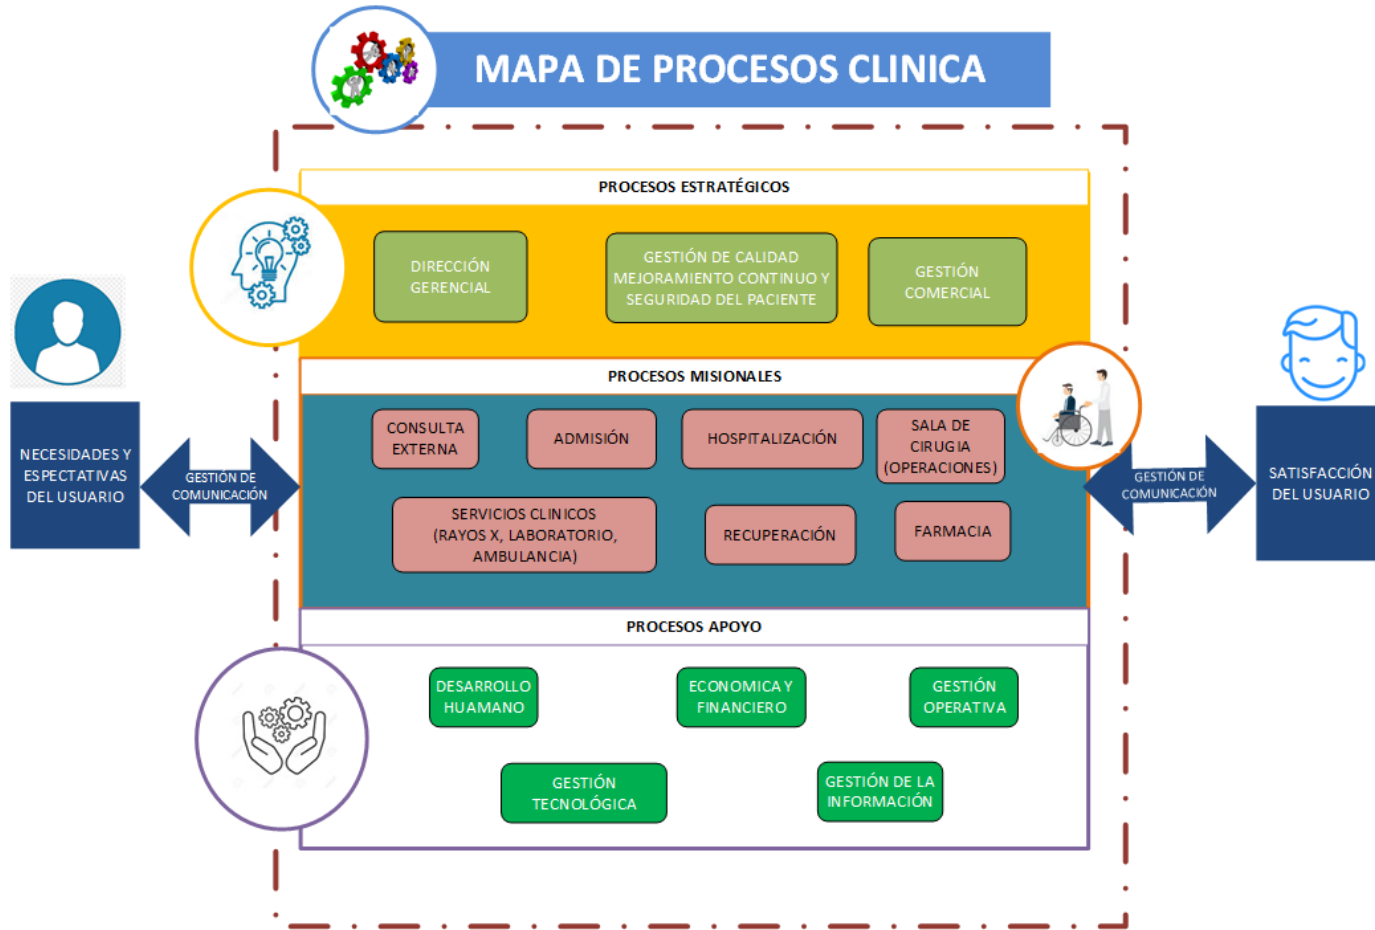 MAPA DE PROCESOS CLINICA
PROCESOS ESTRATÉGICOS
DIRECCIÓN
GERENCIAL
GESTIÓN DE CALIDAD
MEJORAMIENTO CONTINUO Y
SEGURIDAD DEL PACIENTE
GESTIÓN
COMERCIAL
PROCESOS MISIONALES
CONSULTA
EXTERNA
ADMISIÓN
HOSPITALIZACIÓN
SALA DE
CIRUGIA
(OPERACIONES)
NECESIDADES Y
ESPECTATIVAS
DEL USUARIO
GESTIÓN DE
COMUNICACIÓN
GESTIÓN DE
COMUNICACIÓN
SATISFACCIÓN
DEL USUARIO
SERVICIOS CLINICOS
(RAYOS X, LABORATORIO,
AMBULANCIA)
RECUPERACIÓN
FARMACIA
PROCESOS APOYO
DESARROLLO
HUAMANO
ECONOMICA Y
FINANCIERO
GESTIÓN
OPERATIVA
GESTIÓN
TECNOLÓGICA
GESTIÓN DE LA
INFORMACIÓN